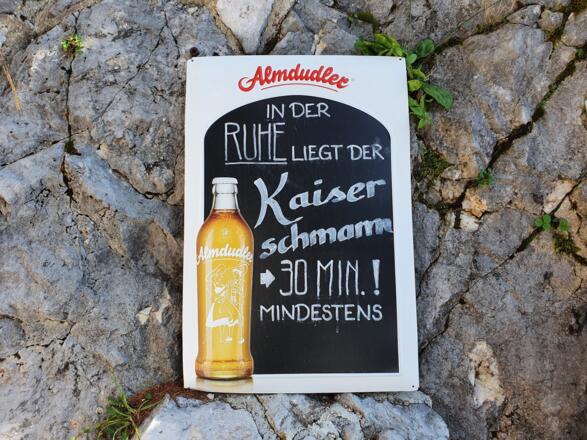 Almdudler
IN DER
RUHE LIEGT DER
Kaiser
schmarrn
→ 30 MIN.!
MINDESTENS
Almdudler